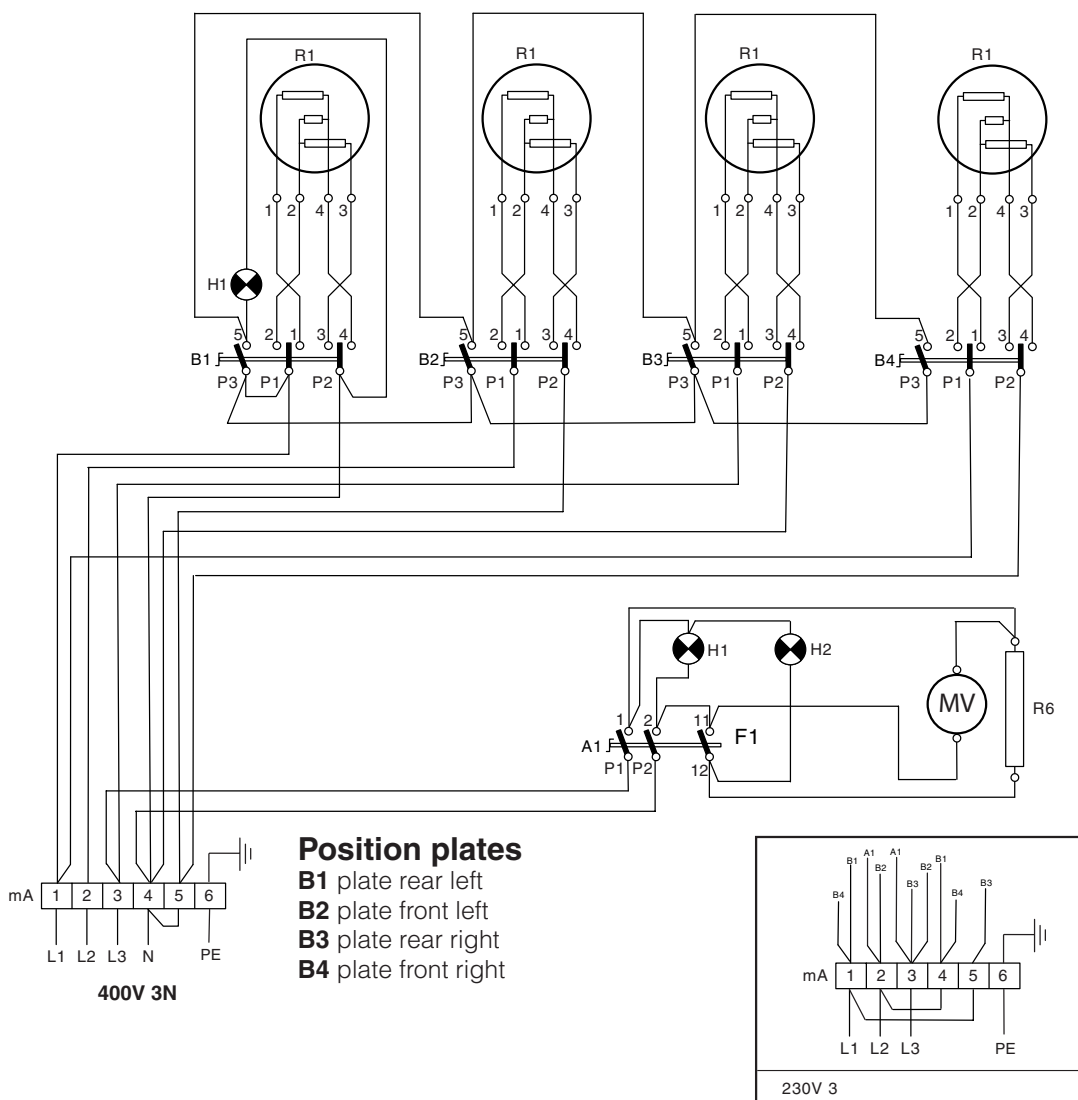 R1 R1 R1 R1
1 2 4 3 1 2 4 3 1 2 4 3 1 2 4 3
H1
5 2 1 3 4 5 2 1 3 4 5 2 1 3 4 5 2 1 3 4
B1 B2 B3 B4
P3 P1 P2 P3 P1 P2 P3 P1 P2 P3 P1 P2
H1 H2
MV
R6
1 2 11
A1 F1
P1 P2 12
mA 1 2 3 4 5 6
L1 L2 L3 N PE
400V 3N
Position plates
B1 plate rear left
B2 plate front left
B3 plate rear right
B4 plate front right
B4 B1 A1 B2 A1 B3 B2 B1 B4 B3
mA 1 2 3 4 5 6
L1 L2 L3 PE
230V 3